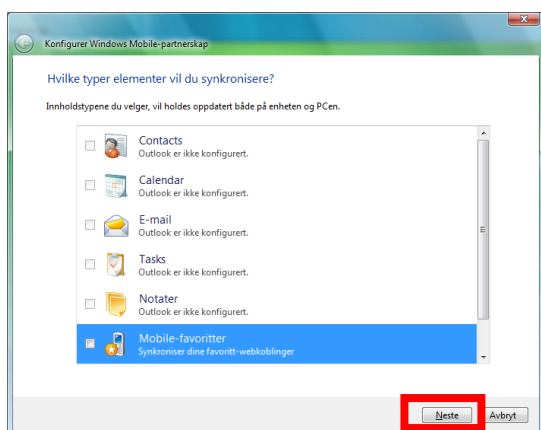 Konfigurer Windows Mobile-partnerskap
Hvilke typer elementer vil du synkronisere?
Innholdstypene du velger, vil holdes oppdatert både på enheten og PCen.
Contacts
Outlook er ikke konfigurert.
Calendar
Outlook er ikke konfigurert.
E-mail
Outlook er ikke konfigurert.
Tasks
Outlook er ikke konfigurert.
Notater
Outlook er ikke konfigurert.
Mobile-favoritter
Synkroniser dine favoritt-webkoblinger
Neste Avbryt